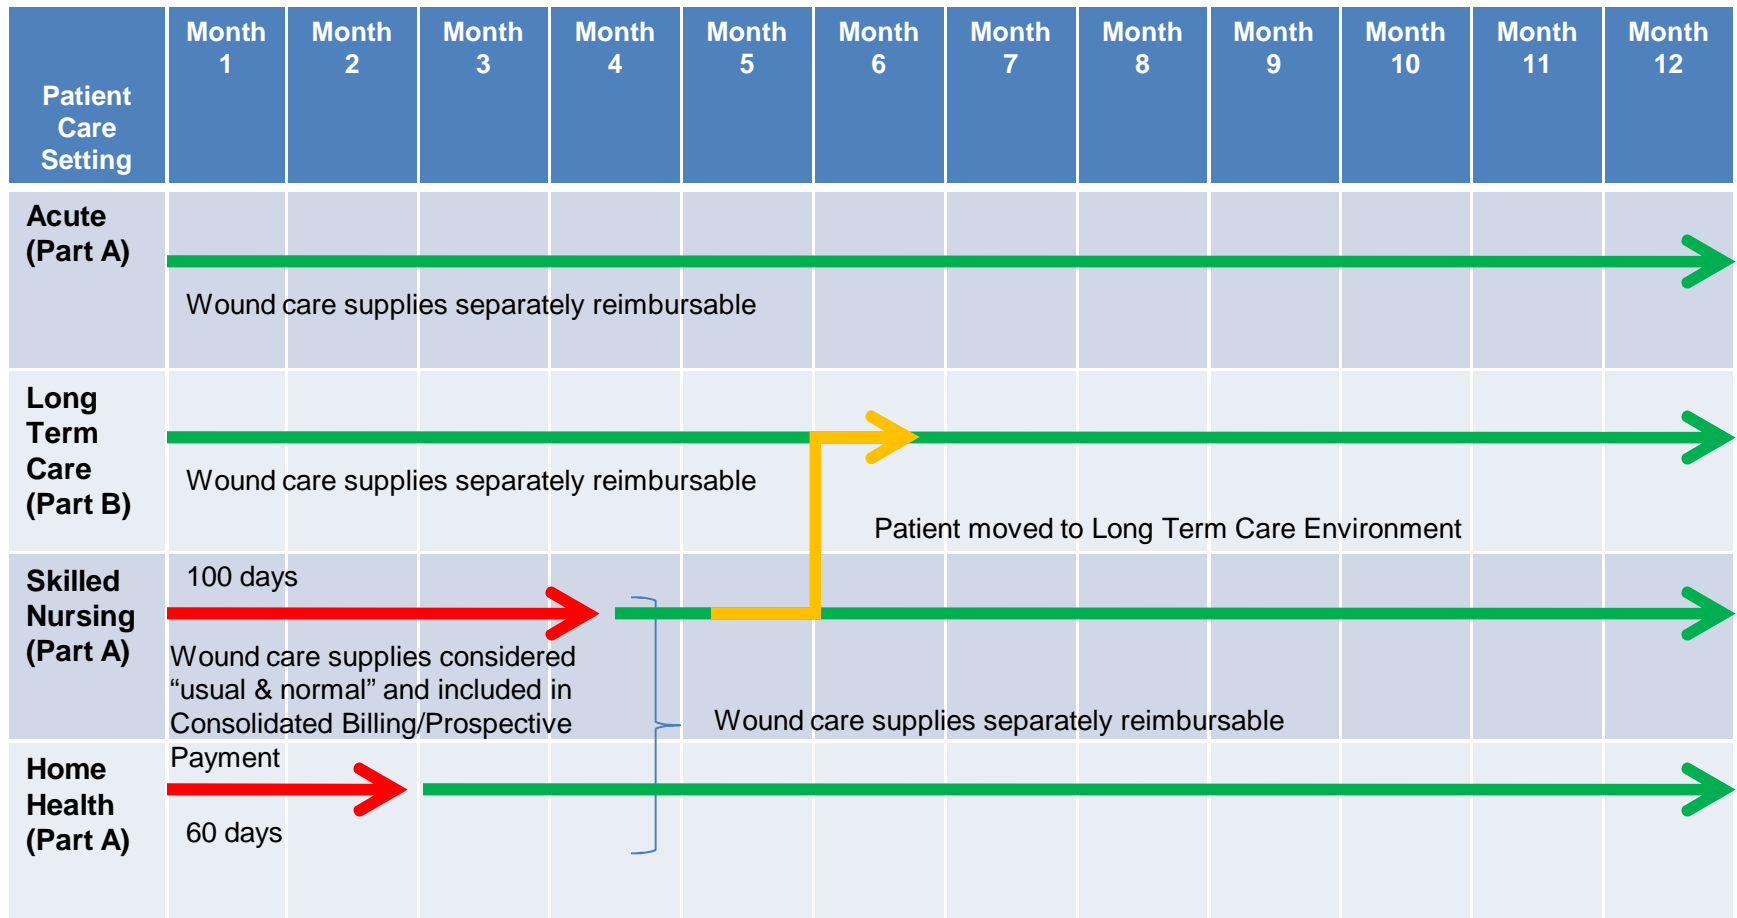 Patient
Care
Setting
Month
1
Month
2
Month
3
Month
4
Month
5
Month
6
Month
7
Month
8
Month
9
Month
10
Month
11
Month
12
Acute
(Part A)
Wound care supplies separately reimbursable
Long
Term
Care
(Part B)
Wound care supplies separately reimbursable
Patient moved to Long Term Care Environment
Skilled
Nursing
(Part A)
100 days
Wound care supplies considered
“usual & normal” and included in
Consolidated Billing/Prospective
Payment
Wound care supplies separately reimbursable
Home
Health
(Part A)
60 days